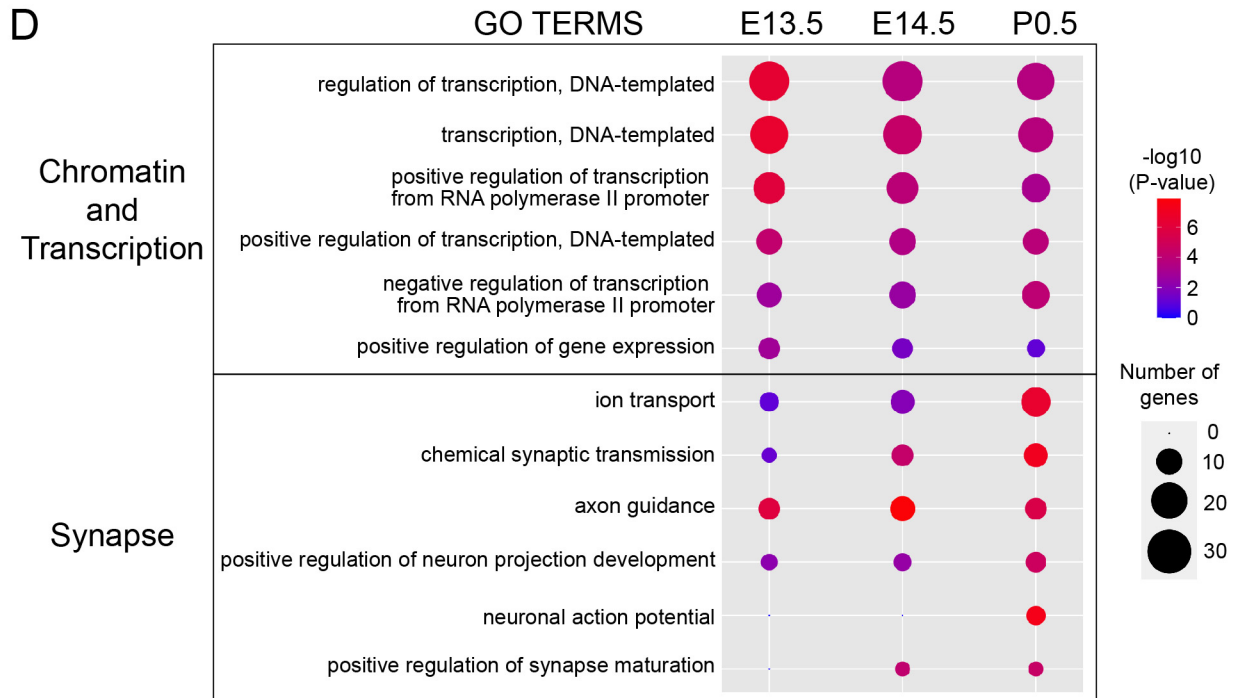 D
GO TERMS E13.5 E14.5 P0.5
Chromatin
and
Transcription
regulation of transcription, DNA-templated
transcription, DNA-templated
positive regulation of transcription
from RNA polymerase II promoter
positive regulation of transcription, DNA-templated
negative regulation of transcription
from RNA polymerase II promoter
positive regulation of gene expression
Synapse
ion transport
chemical synaptic transmission
axon guidance
positive regulation of neuron projection development
neuronal action potential
positive regulation of synapse maturation
-log10
(P-value)
6
4
2
0
Number of
genes
0
10
20
30